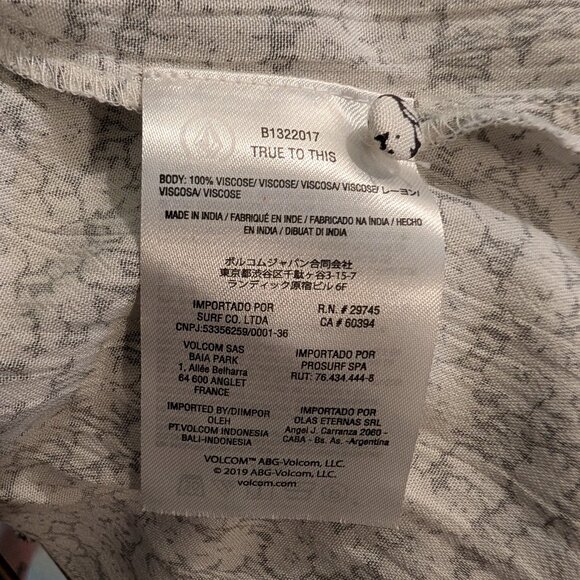 B1322017
TRUE TO THIS
BODY: 100% VISCOSE/ VISCOSE/ VISCOSA/ VISCOSE/ レーヨン/
VISCOSA/ VISCOSE
MADE IN INDIA / FABRIQUÉ EN INDE / FABRICADO NA ÍNDIA / HECHO
EN INDIA / DIBUAT DI INDIA
ボルコムジャパン合同会社
東京都渋谷区千駄ヶ谷3-15-7
ランディック原宿ビル 6F
IMPORTADO POR
SURF CO. LTDA
CNPJ:53356259/0001-36
R.N. # 29745
CA # 60394
VOLCOM SAS
BAIA PARK
1, Allée Belharra
64 600 ANGLET
FRANCE
IMPORTADO POR
PROSURF SPA
RUT: 76.434.444-8
IMPORTED BY/DIIMPOR
OLEH
PT.VOLCOM INDONESIA
BALI-INDONESIA
IMPORTADO POR
OLAS ETERNAS SRL
Angel J. Carranza 2060 -
CABA - Bs. As. -Argentina
VOLCOM™ ABG-Volcom, LLC.
© 2019 ABG-Volcom, LLC.
volcom.com